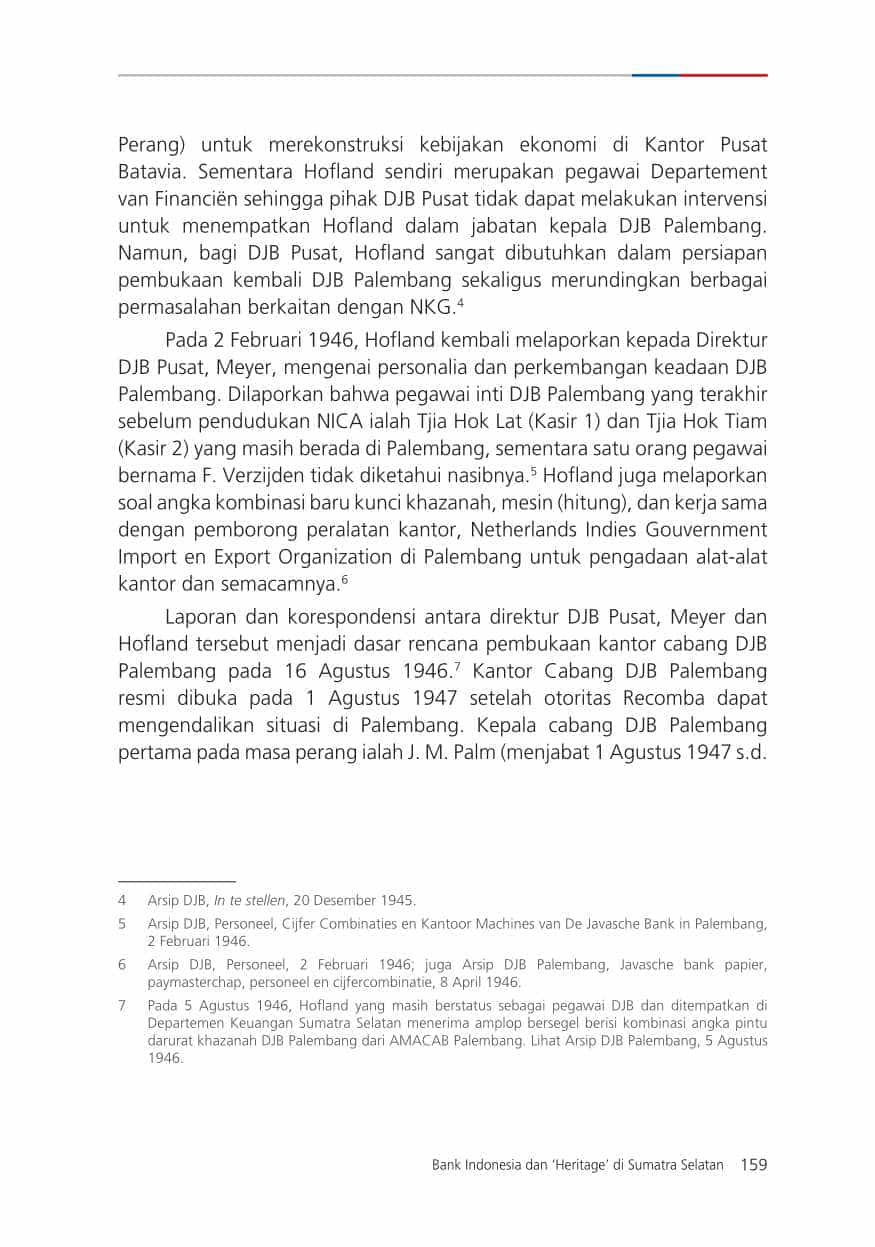 Perang) untuk merekonstruksi kebijakan ekonomi di Kantor Pusat
Batavia. Sementara Hofland sendiri merupakan pegawai Departement
van Financiën sehingga pihak DJB Pusat tidak dapat melakukan intervensi
untuk menempatkan Hofland dalam jabatan kepala DJB Palembang.
Namun, bagi DJB Pusat, Hofland sangat dibutuhkan dalam persiapan
pembukaan kembali DJB Palembang sekaligus merundingkan berbagai
permasalahan berkaitan dengan NKG.⁴
Pada 2 Februari 1946, Hofland kembali melaporkan kepada Direktur
DJB Pusat, Meyer, mengenai personalia dan perkembangan keadaan DJB
Palembang. Dilaporkan bahwa pegawai inti DJB Palembang yang terakhir
sebelum pendudukan NICA ialah Tjia Hok Lat (Kasir 1) dan Tjia Hok Tiam
(Kasir 2) yang masih berada di Palembang, sementara satu orang pegawai
bernama F. Verzijden tidak diketahui nasibnya.⁵ Hofland juga melaporkan
soal angka kombinasi baru kunci khazanah, mesin (hitung), dan kerja sama
dengan pemborong peralatan kantor, Netherlands Indies Gouvernment
Import en Export Organization di Palembang untuk pengadaan alat-alat
kantor dan semacamnya.⁶
Laporan dan korespondensi antara direktur DJB Pusat, Meyer dan
Hofland tersebut menjadi dasar rencana pembukaan kantor cabang DJB
Palembang pada 16 Agustus 1946.⁷ Kantor Cabang DJB Palembang
resmi dibuka pada 1 Agustus 1947 setelah otoritas Recomba dapat
mengendalikan situasi di Palembang. Kepala cabang DJB Palembang
pertama pada masa perang ialah J. M. Palm (menjabat 1 Agustus 1947 s.d.
4 Arsip DJB, In te stellen, 20 Desember 1945.
5 Arsip DJB, Personeel, Cijfer Combinaties en Kantoor Machines van De Javasche Bank in Palembang,
2 Februari 1946.
6 Arsip DJB, Personeel, 2 Februari 1946; juga Arsip DJB Palembang, Javasche bank papier,
paymasterchap, personeel en cijfercombinatie, 8 April 1946.
7 Pada 5 Agustus 1946, Hofland yang masih berstatus sebagai pegawai DJB dan ditempatkan di
Departemen Keuangan Sumatra Selatan menerima amplop bersegel berisi kombinasi angka pintu
darurat khazanah DJB Palembang dari AMACAB Palembang. Lihat Arsip DJB Palembang, 5 Agustus
1946.
Bank Indonesia dan ‘Heritage’ di Sumatra Selatan 159